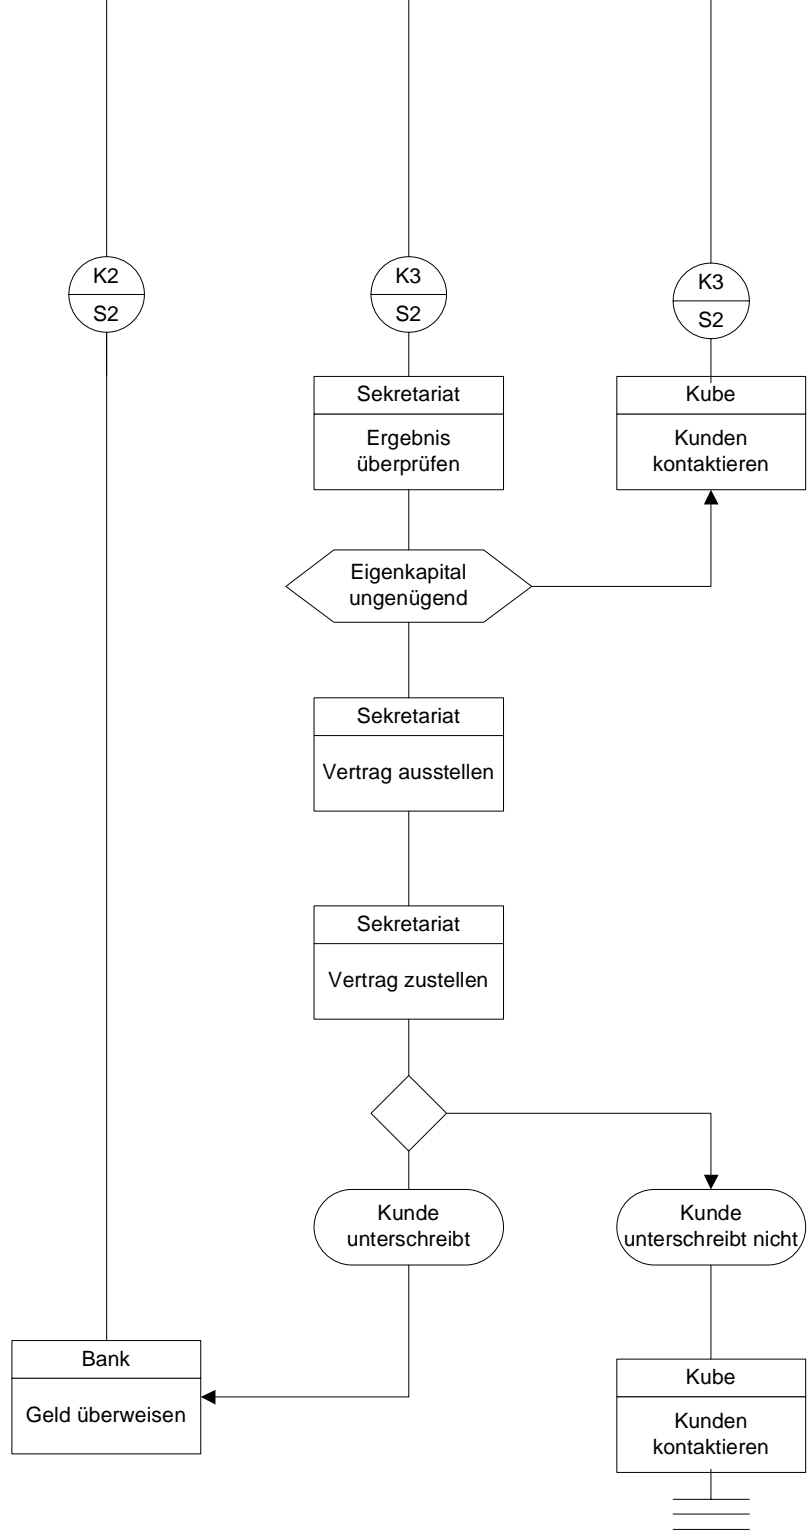 K2
S2
K3
S2
K3
S2
Sekretariat
Ergebnis
überprüfen
Kube
Kunden
kontaktieren
Eigenkapital
ungenügend
Sekretariat
Vertrag ausstellen
Sekretariat
Vertrag zustellen
Kunde
unterschreibt
Kunde
unterschreibt nicht
Bank
Geld überweisen
Kube
Kunden
kontaktieren